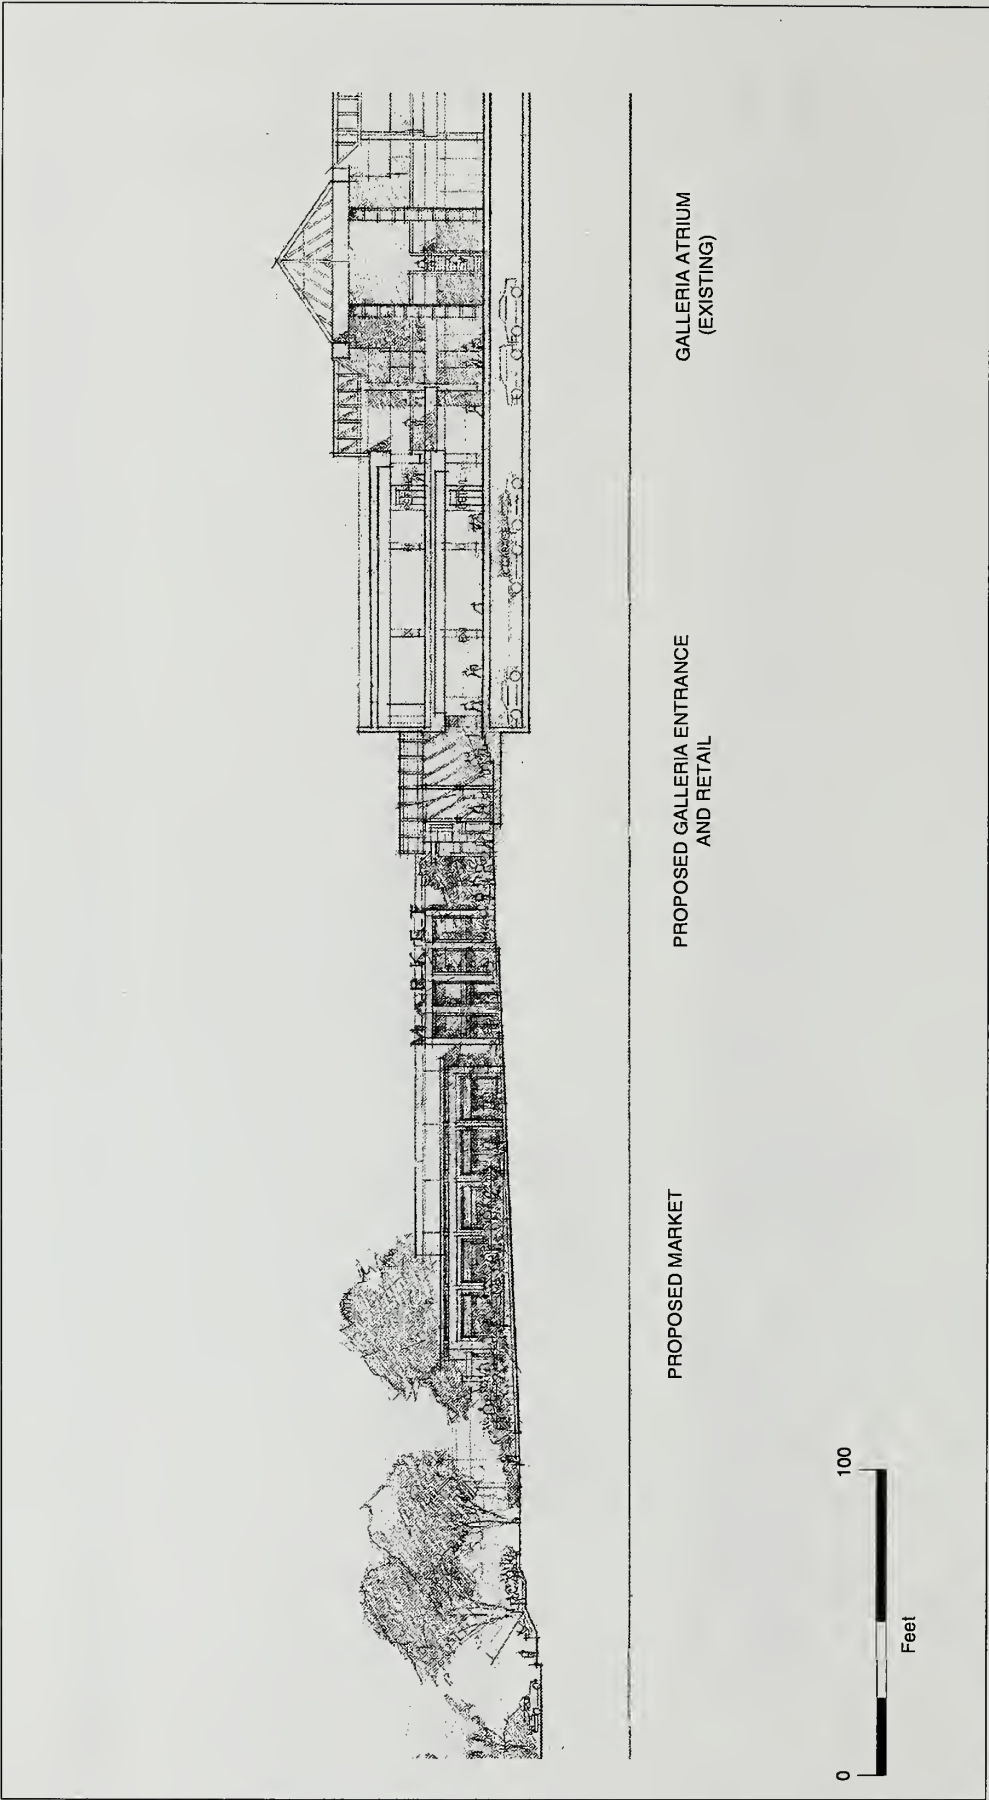 MARKET
PROPOSED MARKET
PROPOSED GALLERIA ENTRANCE
AND RETAIL
GALLERIA ATRIUM
(EXISTING)
0
100
Feet